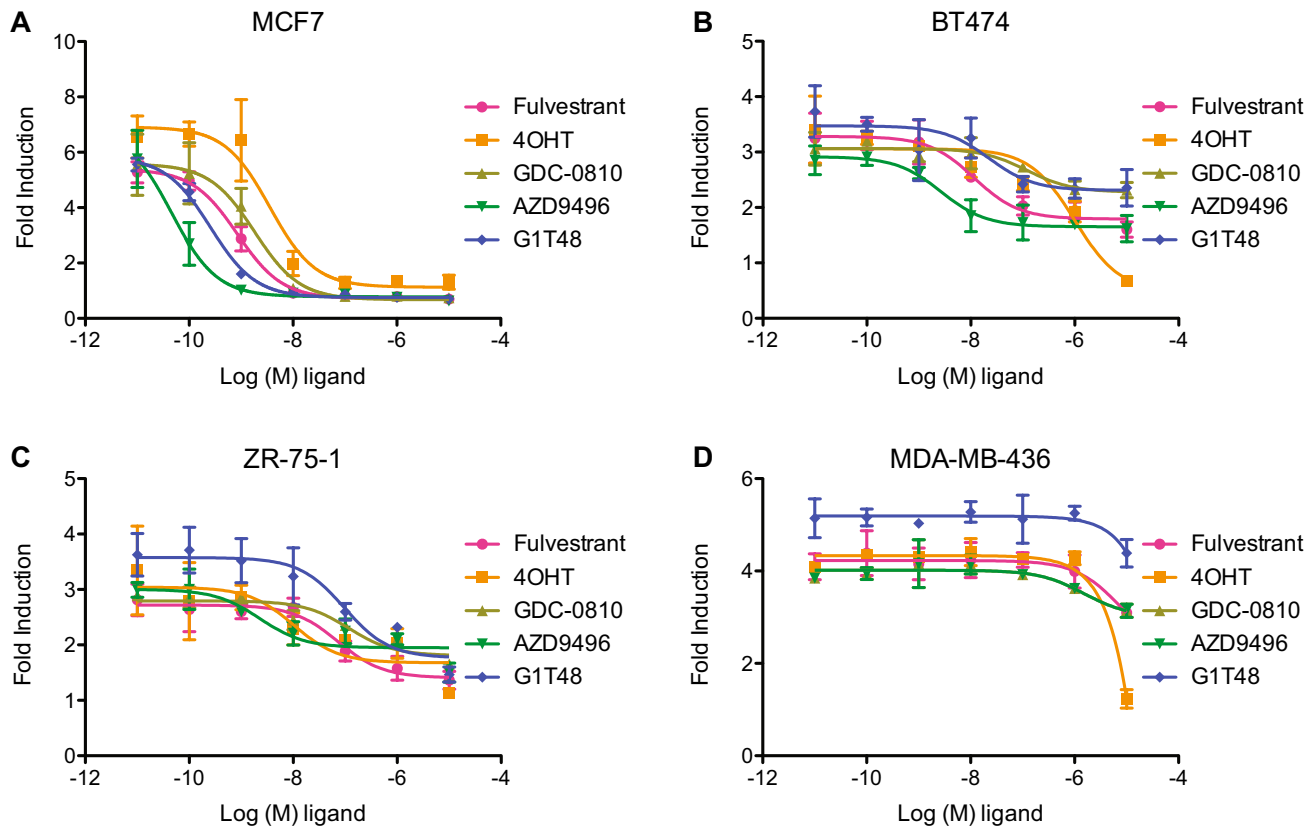 A
MCF7
Fold Induction
10
8
6
4
2
0
-12
-10
-8
-6
-4
Log (M) ligand
Fulvestrant
4OHT
GDC-0810
AZD9496
G1T48
B
BT474
Fold Induction
5
4
3
2
1
0
-12
-10
-8
-6
-4
Log (M) ligand
Fulvestrant
4OHT
GDC-0810
AZD9496
G1T48
C
ZR-75-1
Fold Induction
5
4
3
2
1
0
-12
-10
-8
-6
-4
Log (M) ligand
Fulvestrant
4OHT
GDC-0810
AZD9496
G1T48
D
MDA-MB-436
Fold Induction
6
4
2
0
-12
-10
-8
-6
-4
Log (M) ligand
Fulvestrant
4OHT
GDC-0810
AZD9496
G1T48